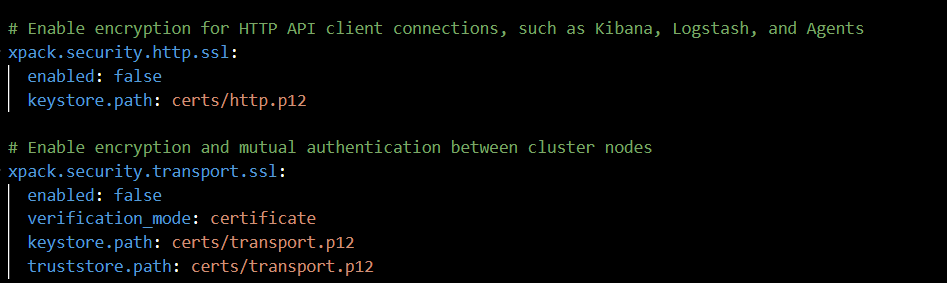 # Enable encryption for HTTP API client connections, such as Kibana, Logstash, and Agents
xpack.security.http.ssl:
  enabled: false
  keystore.path: certs/http.p12

# Enable encryption and mutual authentication between cluster nodes
xpack.security.transport.ssl:
  enabled: false
  verification_mode: certificate
  keystore.path: certs/transport.p12
  truststore.path: certs/transport.p12